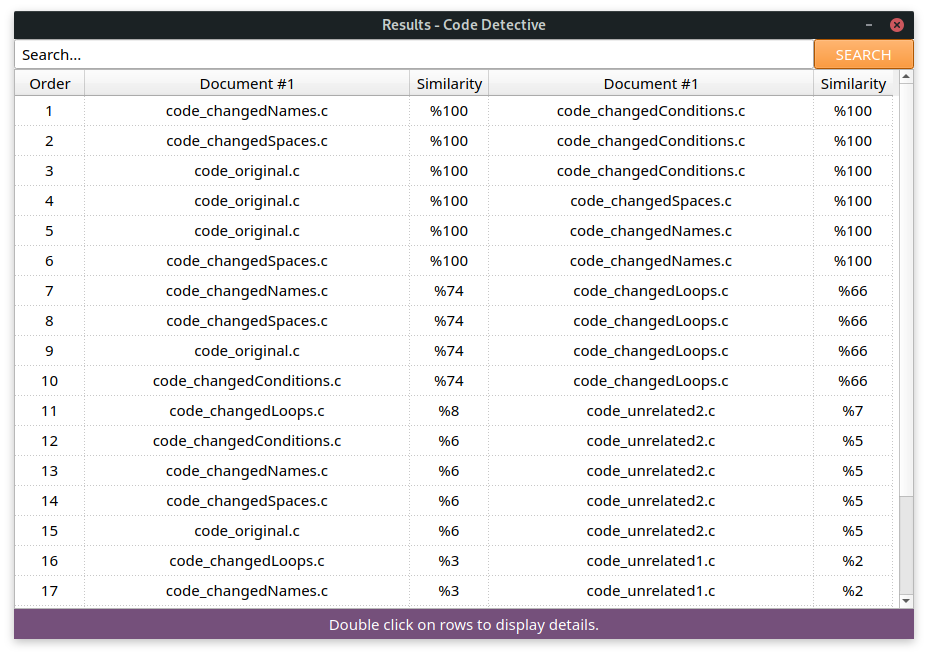 Results - Code Detective
Search... SEARCH
Order Document #1 Similarity Document #1 Similarity
1 code_changedNames.c %100 code_changedConditions.c %100
2 code_changedSpaces.c %100 code_changedConditions.c %100
3 code_original.c %100 code_changedConditions.c %100
4 code_original.c %100 code_changedSpaces.c %100
5 code_original.c %100 code_changedNames.c %100
6 code_changedSpaces.c %100 code_changedNames.c %100
7 code_changedNames.c %74 code_changedLoops.c %66
8 code_changedSpaces.c %74 code_changedLoops.c %66
9 code_original.c %74 code_changedLoops.c %66
10 code_changedConditions.c %74 code_changedLoops.c %66
11 code_changedLoops.c %8 code_unrelated2.c %7
12 code_changedConditions.c %6 code_unrelated2.c %5
13 code_changedNames.c %6 code_unrelated2.c %5
14 code_changedSpaces.c %6 code_unrelated2.c %5
15 code_original.c %6 code_unrelated2.c %5
16 code_changedLoops.c %3 code_unrelated1.c %2
17 code_changedNames.c %3 code_unrelated1.c %2
Double click on rows to display details.